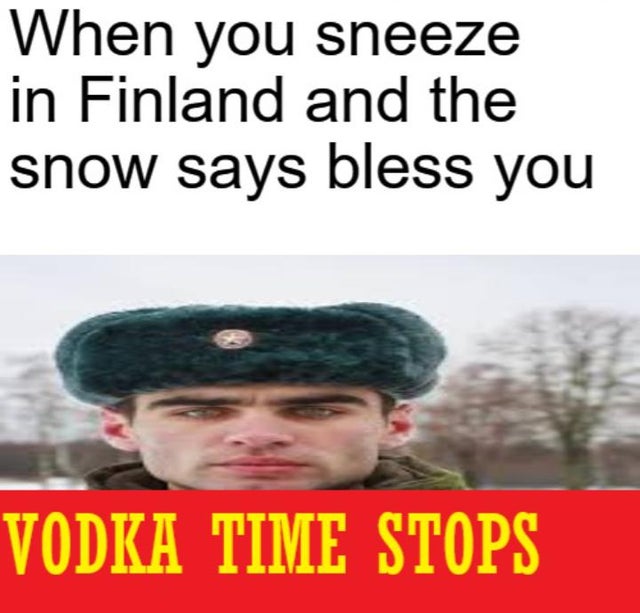 When you sneeze
in Finland and the
snow says bless you
VODKA TIME STOPS